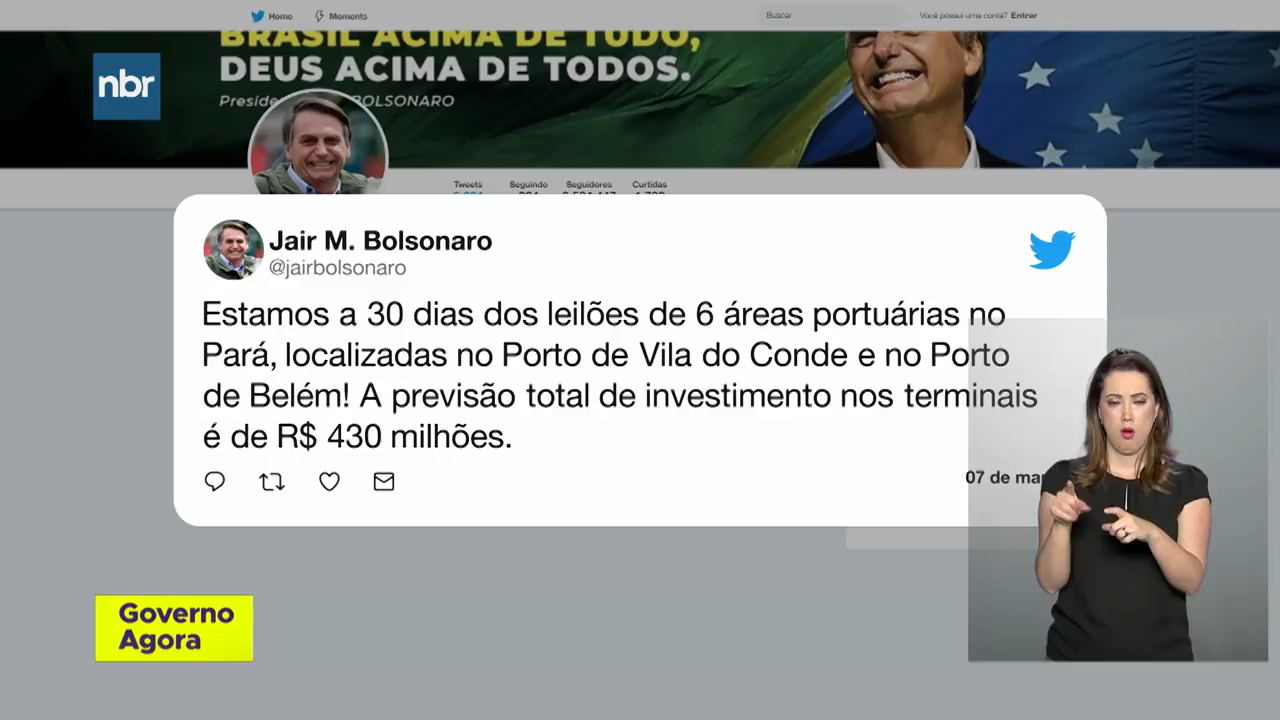 Home Moments Buscar Você possui uma conta? Entrar
BRASIL ACIMA DE TUDO,
DEUS ACIMA DE TODOS.
nbr
BOLSONARO
Tweets Seguindo Seguidores Curtidas
Jair M. Bolsonaro
@jairbolsonaro
Estamos a 30 dias dos leilões de 6 áreas portuárias no
Pará, localizadas no Porto de Vila do Conde e no Porto
de Belém! A previsão total de investimento nos terminais
é de R$ 430 milhões.
07 de mar
Governo
Agora